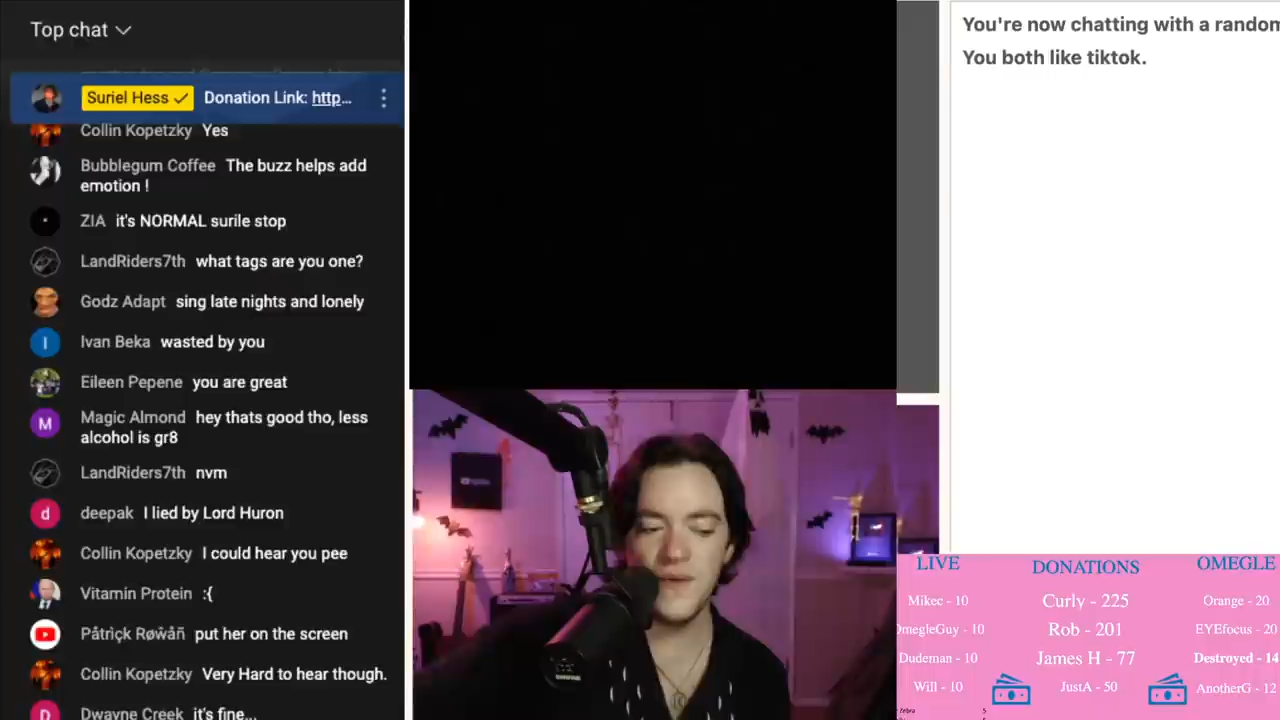 Top chat
Suriel Hess Donation Link: http...
Collin Kopetzky Yes
Bubblegum Coffee The buzz helps add
emotion !
ZIA it's NORMAL surile stop
LandRiders7th what tags are you one?
Godz Adapt sing late nights and lonely
Ivan Beka wasted by you
Eileen Pepene you are great
Magic Almond hey thats good tho, less
alcohol is gr8
LandRiders7th nvm
deepak I lied by Lord Huron
Collin Kopetzky I could hear you pee
Vitamin Protein :{
Påtrìçk Røẘåñ put her on the screen
Collin Kopetzky Very Hard to hear though.
Dwayne Creek it's fine...
You're now chatting with a random
You both like tiktok.
LIVE
Mikec - 10
OmegleGuy - 10
Dudeman - 10
Will - 10
DONATIONS
Curly - 225
Rob - 201
James H - 77
JustA - 50
OMEGLE
Orange - 20
EYEfocus - 20
Destroyed - 14
AnotherG - 12